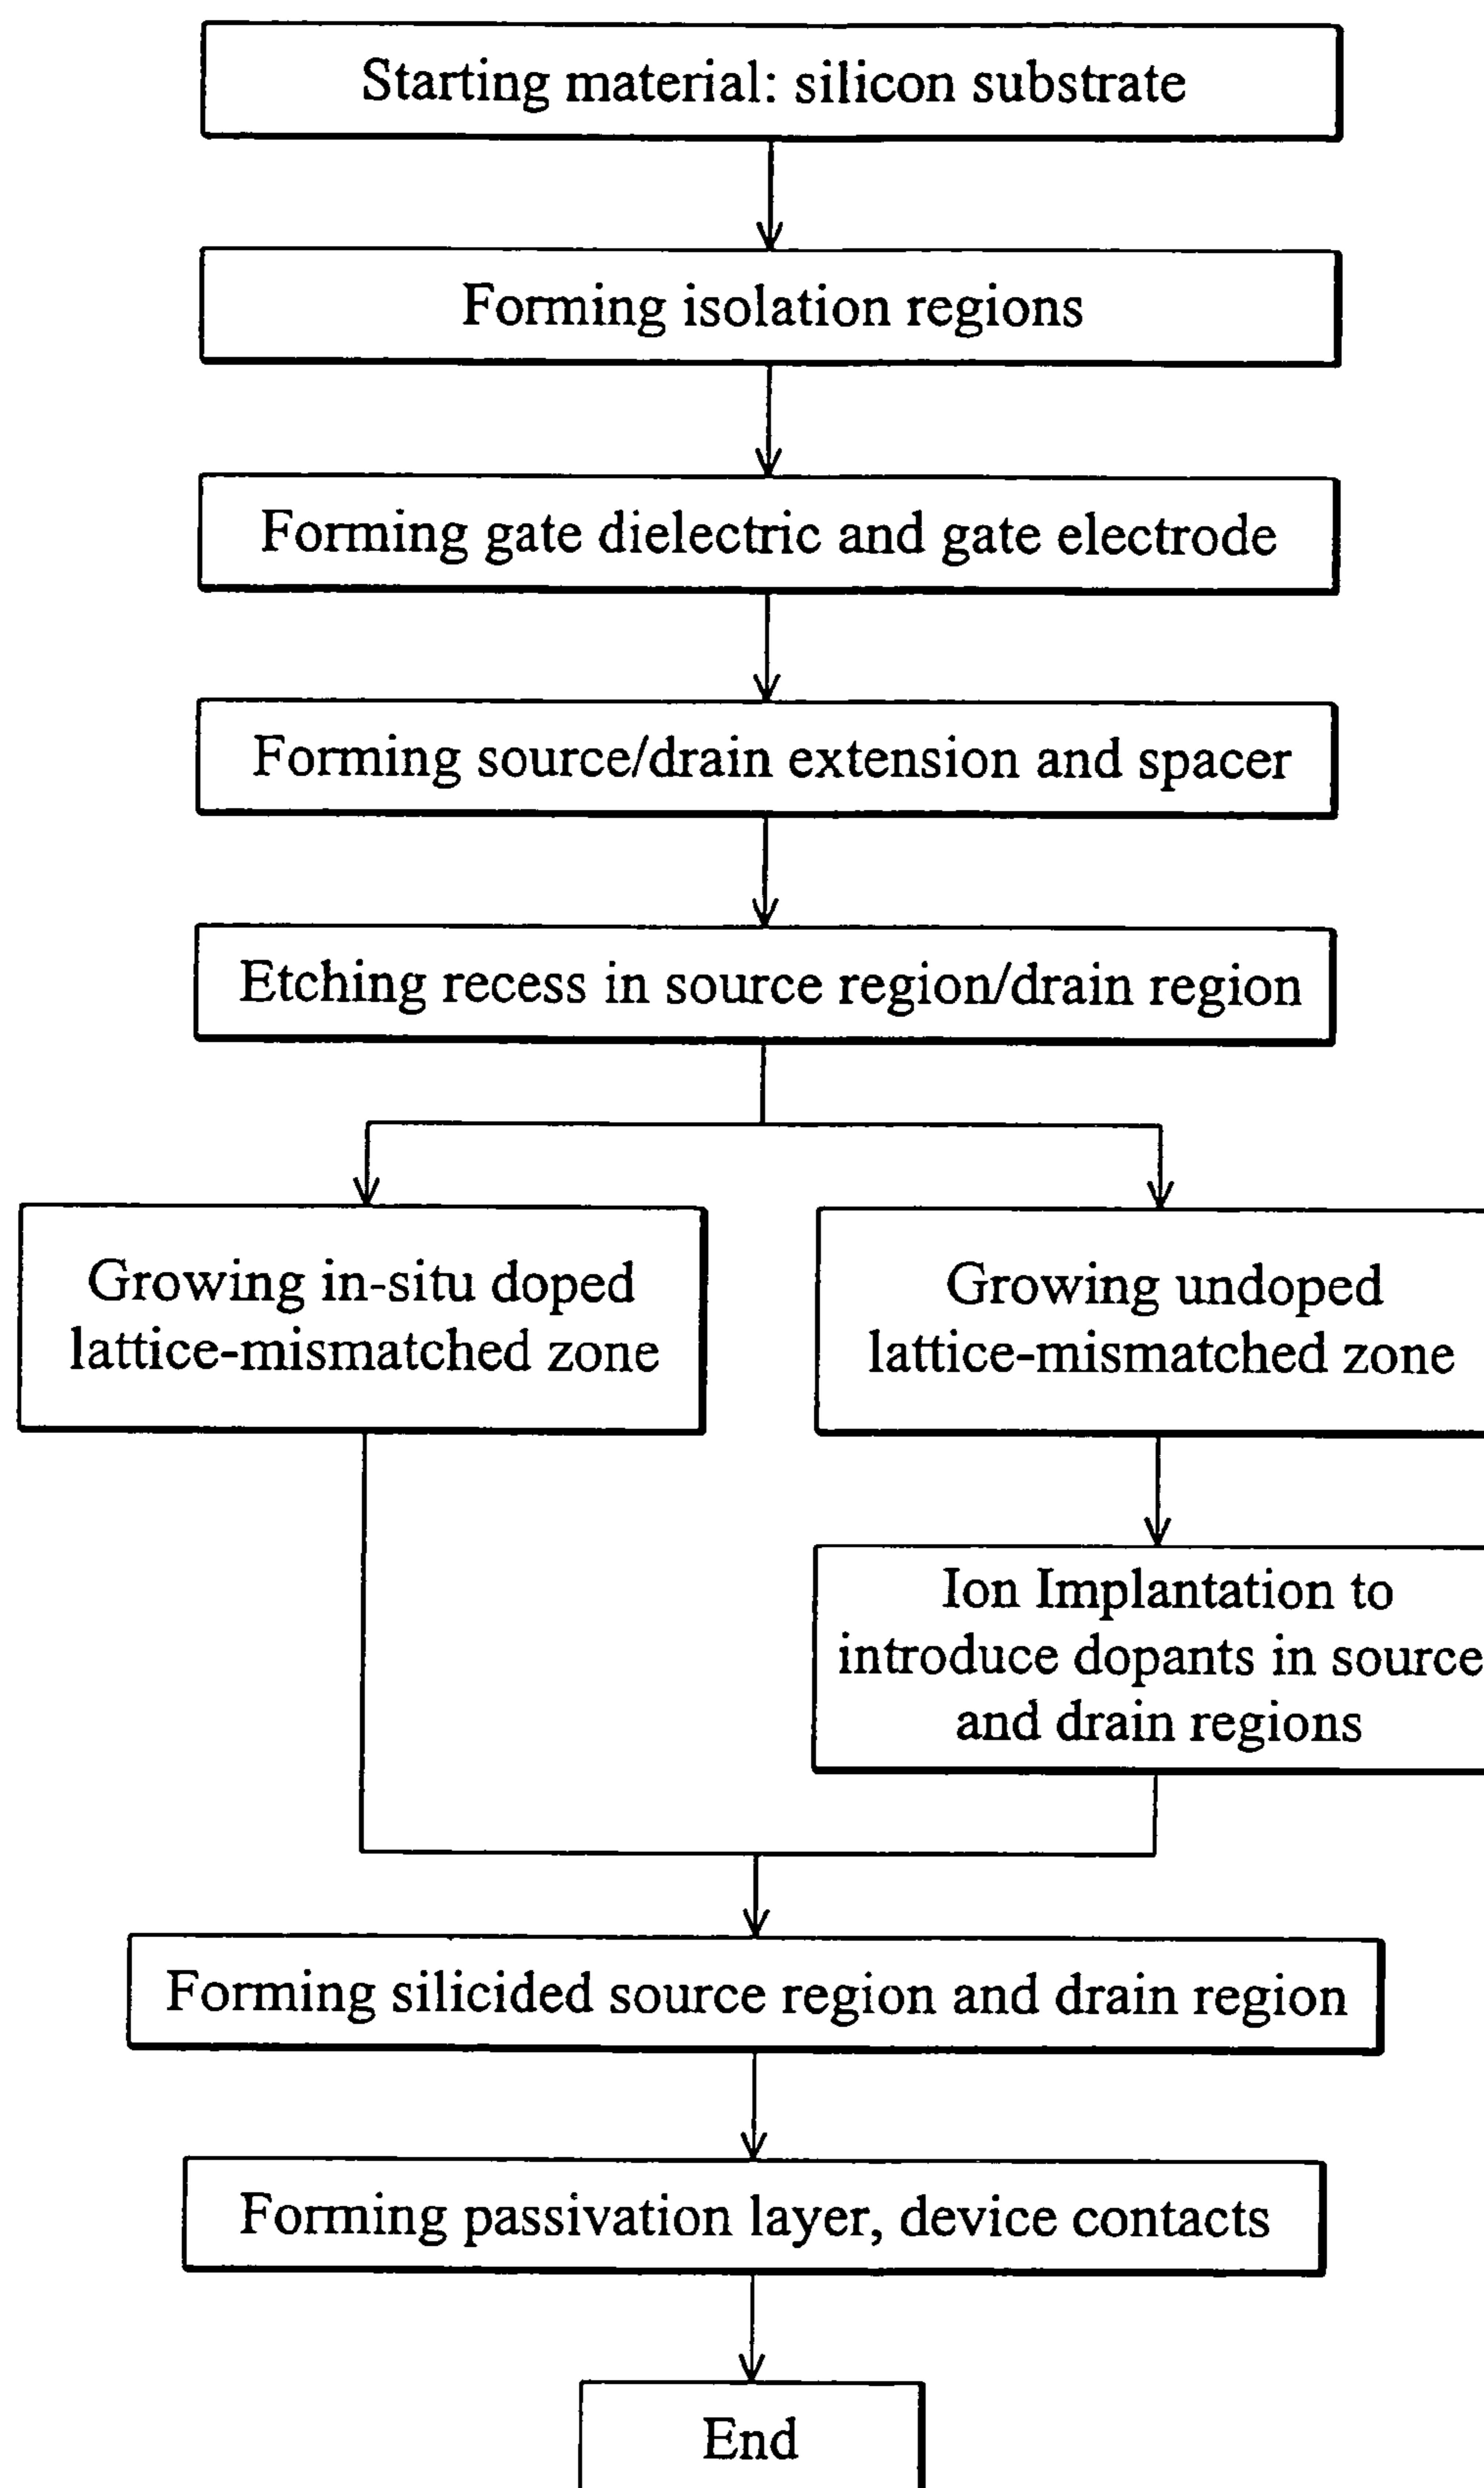 Starting material: silicon substrate
Forming isolation regions
Forming gate dielectric and gate electrode
Forming source/drain extension and spacer
Etching recess in source region/drain region
Growing in-situ doped
lattice-mismatched zone
Growing undoped
lattice-mismatched zone
Ion Implantation to
introduce dopants in source
and drain regions
Forming silicided source region and drain region
Forming passivation layer, device contacts
End